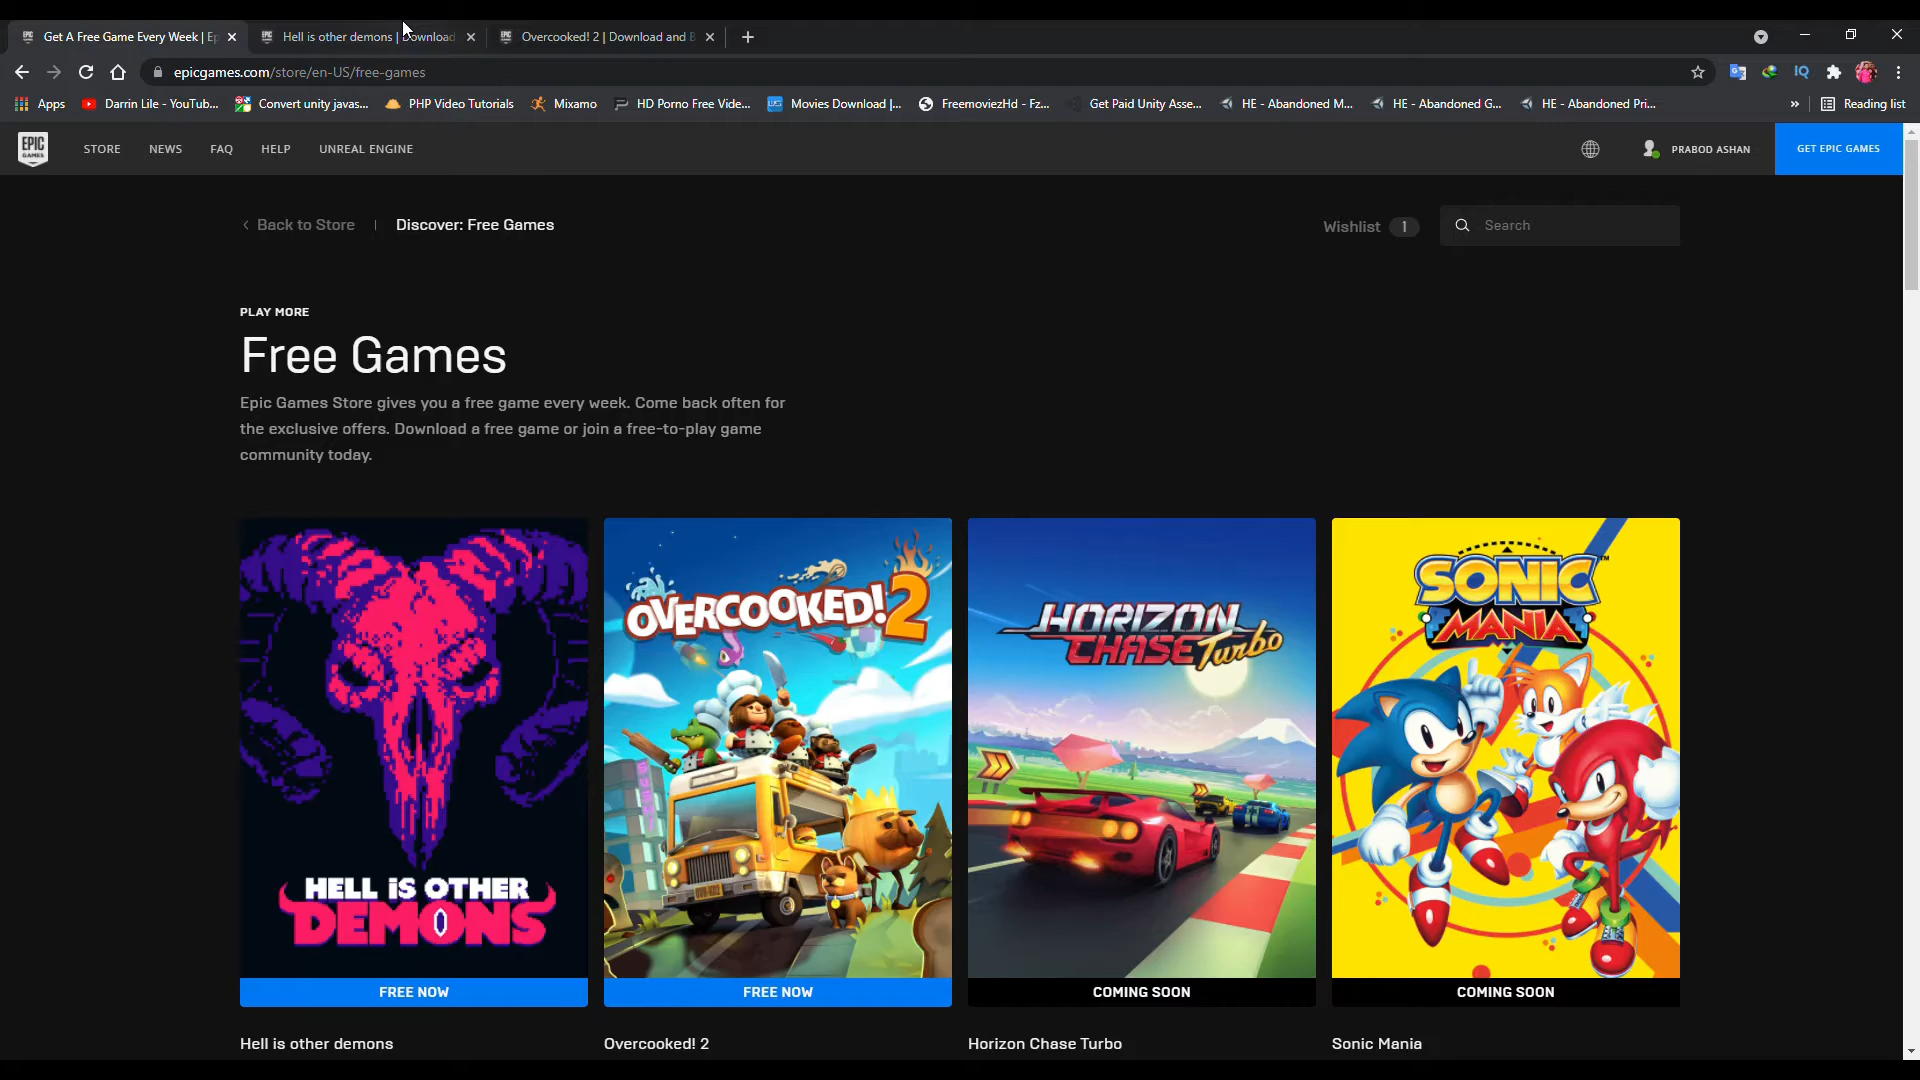 Get A Free Game Every Week | Ep
Hell is other demons | Download
Overcooked! 2 | Download and B
epicgames.com/store/en-US/free-games
Apps
Darrin Lile - YouTub...
Convert unity javas...
PHP Video Tutorials
Mixamo
HD Porno Free Vide...
Movies Download |...
FreemoviezHd - Fz...
Get Paid Unity Asse...
HE - Abandoned M...
HE - Abandoned G...
HE - Abandoned Pri...
»
Reading list
EPIC
GAMES
STORE
NEWS
FAQ
HELP
UNREAL ENGINE
PRABOD ASHAN
GET EPIC GAMES
Back to Store
Discover: Free Games
Wishlist 1
Search
PLAY MORE
Free Games
Epic Games Store gives you a free game every week. Come back often for
the exclusive offers. Download a free game or join a free-to-play game
community today.
HELL iS OTHER
DEMONS
FREE NOW
Hell is other demons
OVERCOOKED! 2
FREE NOW
Overcooked! 2
HORIZON
CHASE Turbo
COMING SOON
Horizon Chase Turbo
SONIC
MANIA
COMING SOON
Sonic Mania